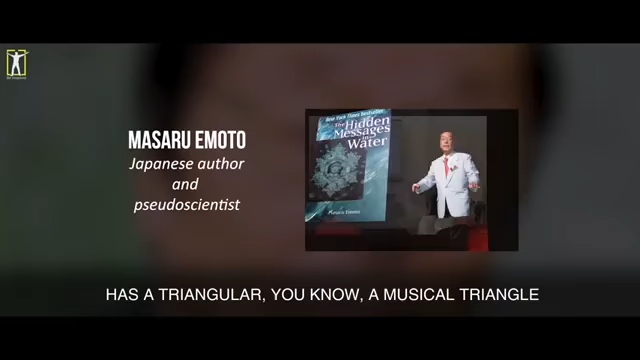 MASARU EMOTO
Japanese author
and
pseudoscientist
New York Times Bestseller
The Hidden
Messages
in
Water
Masaru Emoto
HAS A TRIANGULAR, YOU KNOW, A MUSICAL TRIANGLE